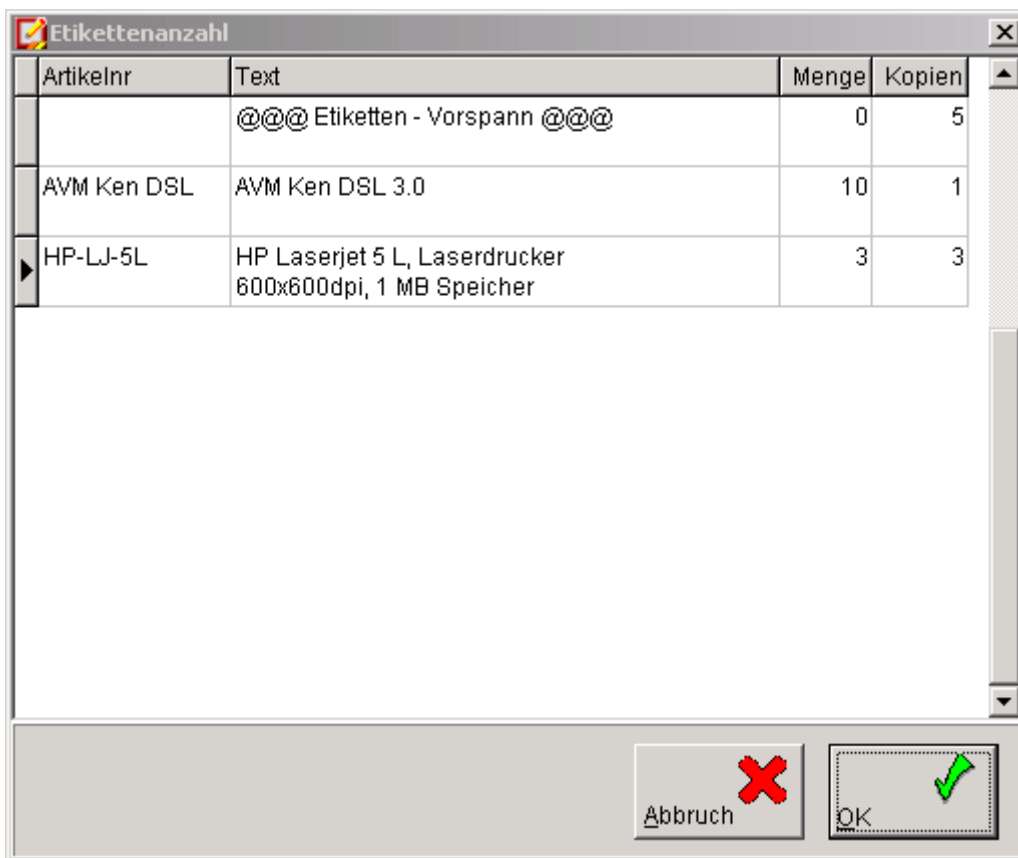 Etikettenanzahl
Artikelnr Text Menge Kopien
@@@ Etiketten - Vorspann @@@ 0 5
AVM Ken DSL AVM Ken DSL 3.0 10 1
HP-LJ-5L HP Laserjet 5 L, Laserdrucker 3 3
600x600dpi, 1 MB Speicher
Abbruch OK